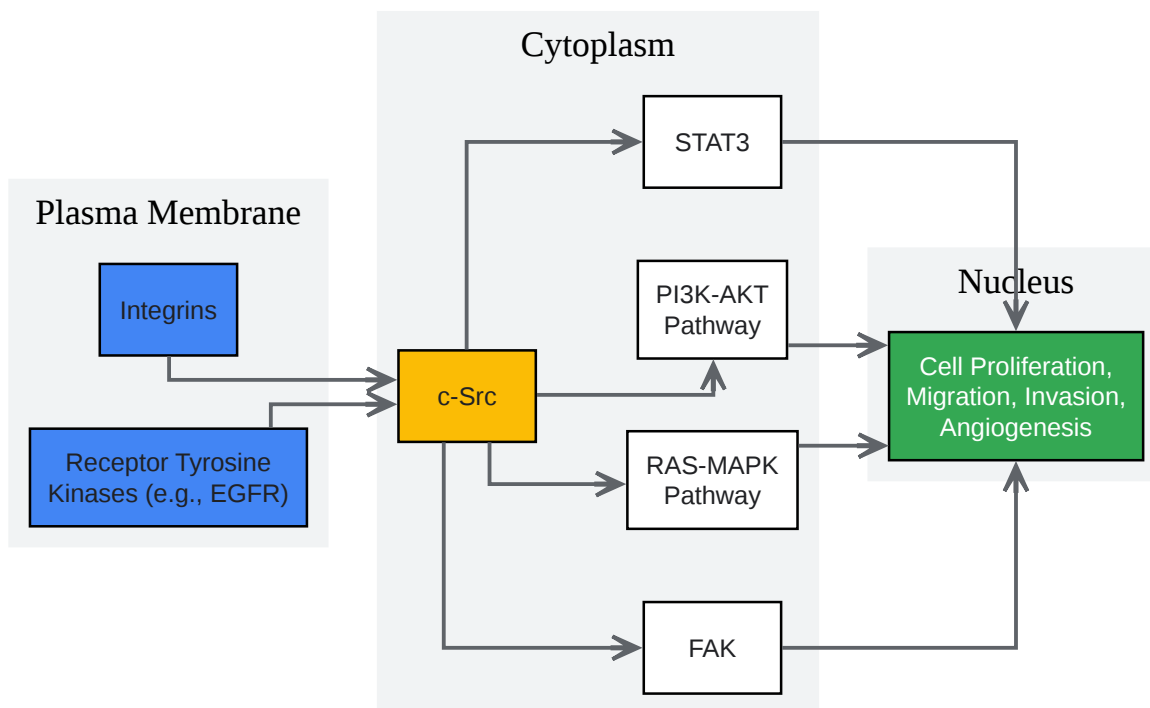 Cytoplasm
STAT3
Plasma Membrane
Integrins
Receptor Tyrosine
Kinases (e.g., EGFR)
c-Src
PI3K-AKT
Pathway
RAS-MAPK
Pathway
FAK
Nucleus
Cell Proliferation,
Migration, Invasion,
Angiogenesis